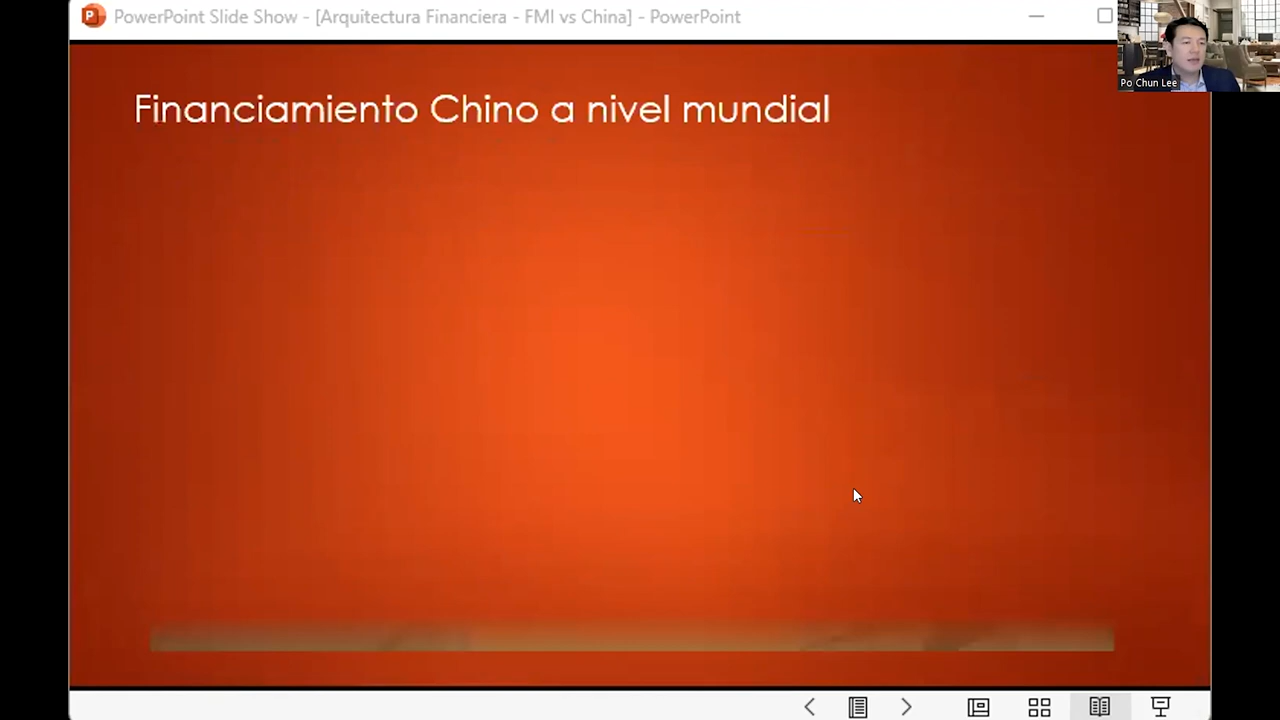 PowerPoint Slide Show - [Arquitectura Financiera - FMI vs China] - PowerPoint
Po Chun Lee
Financiamiento Chino a nivel mundial